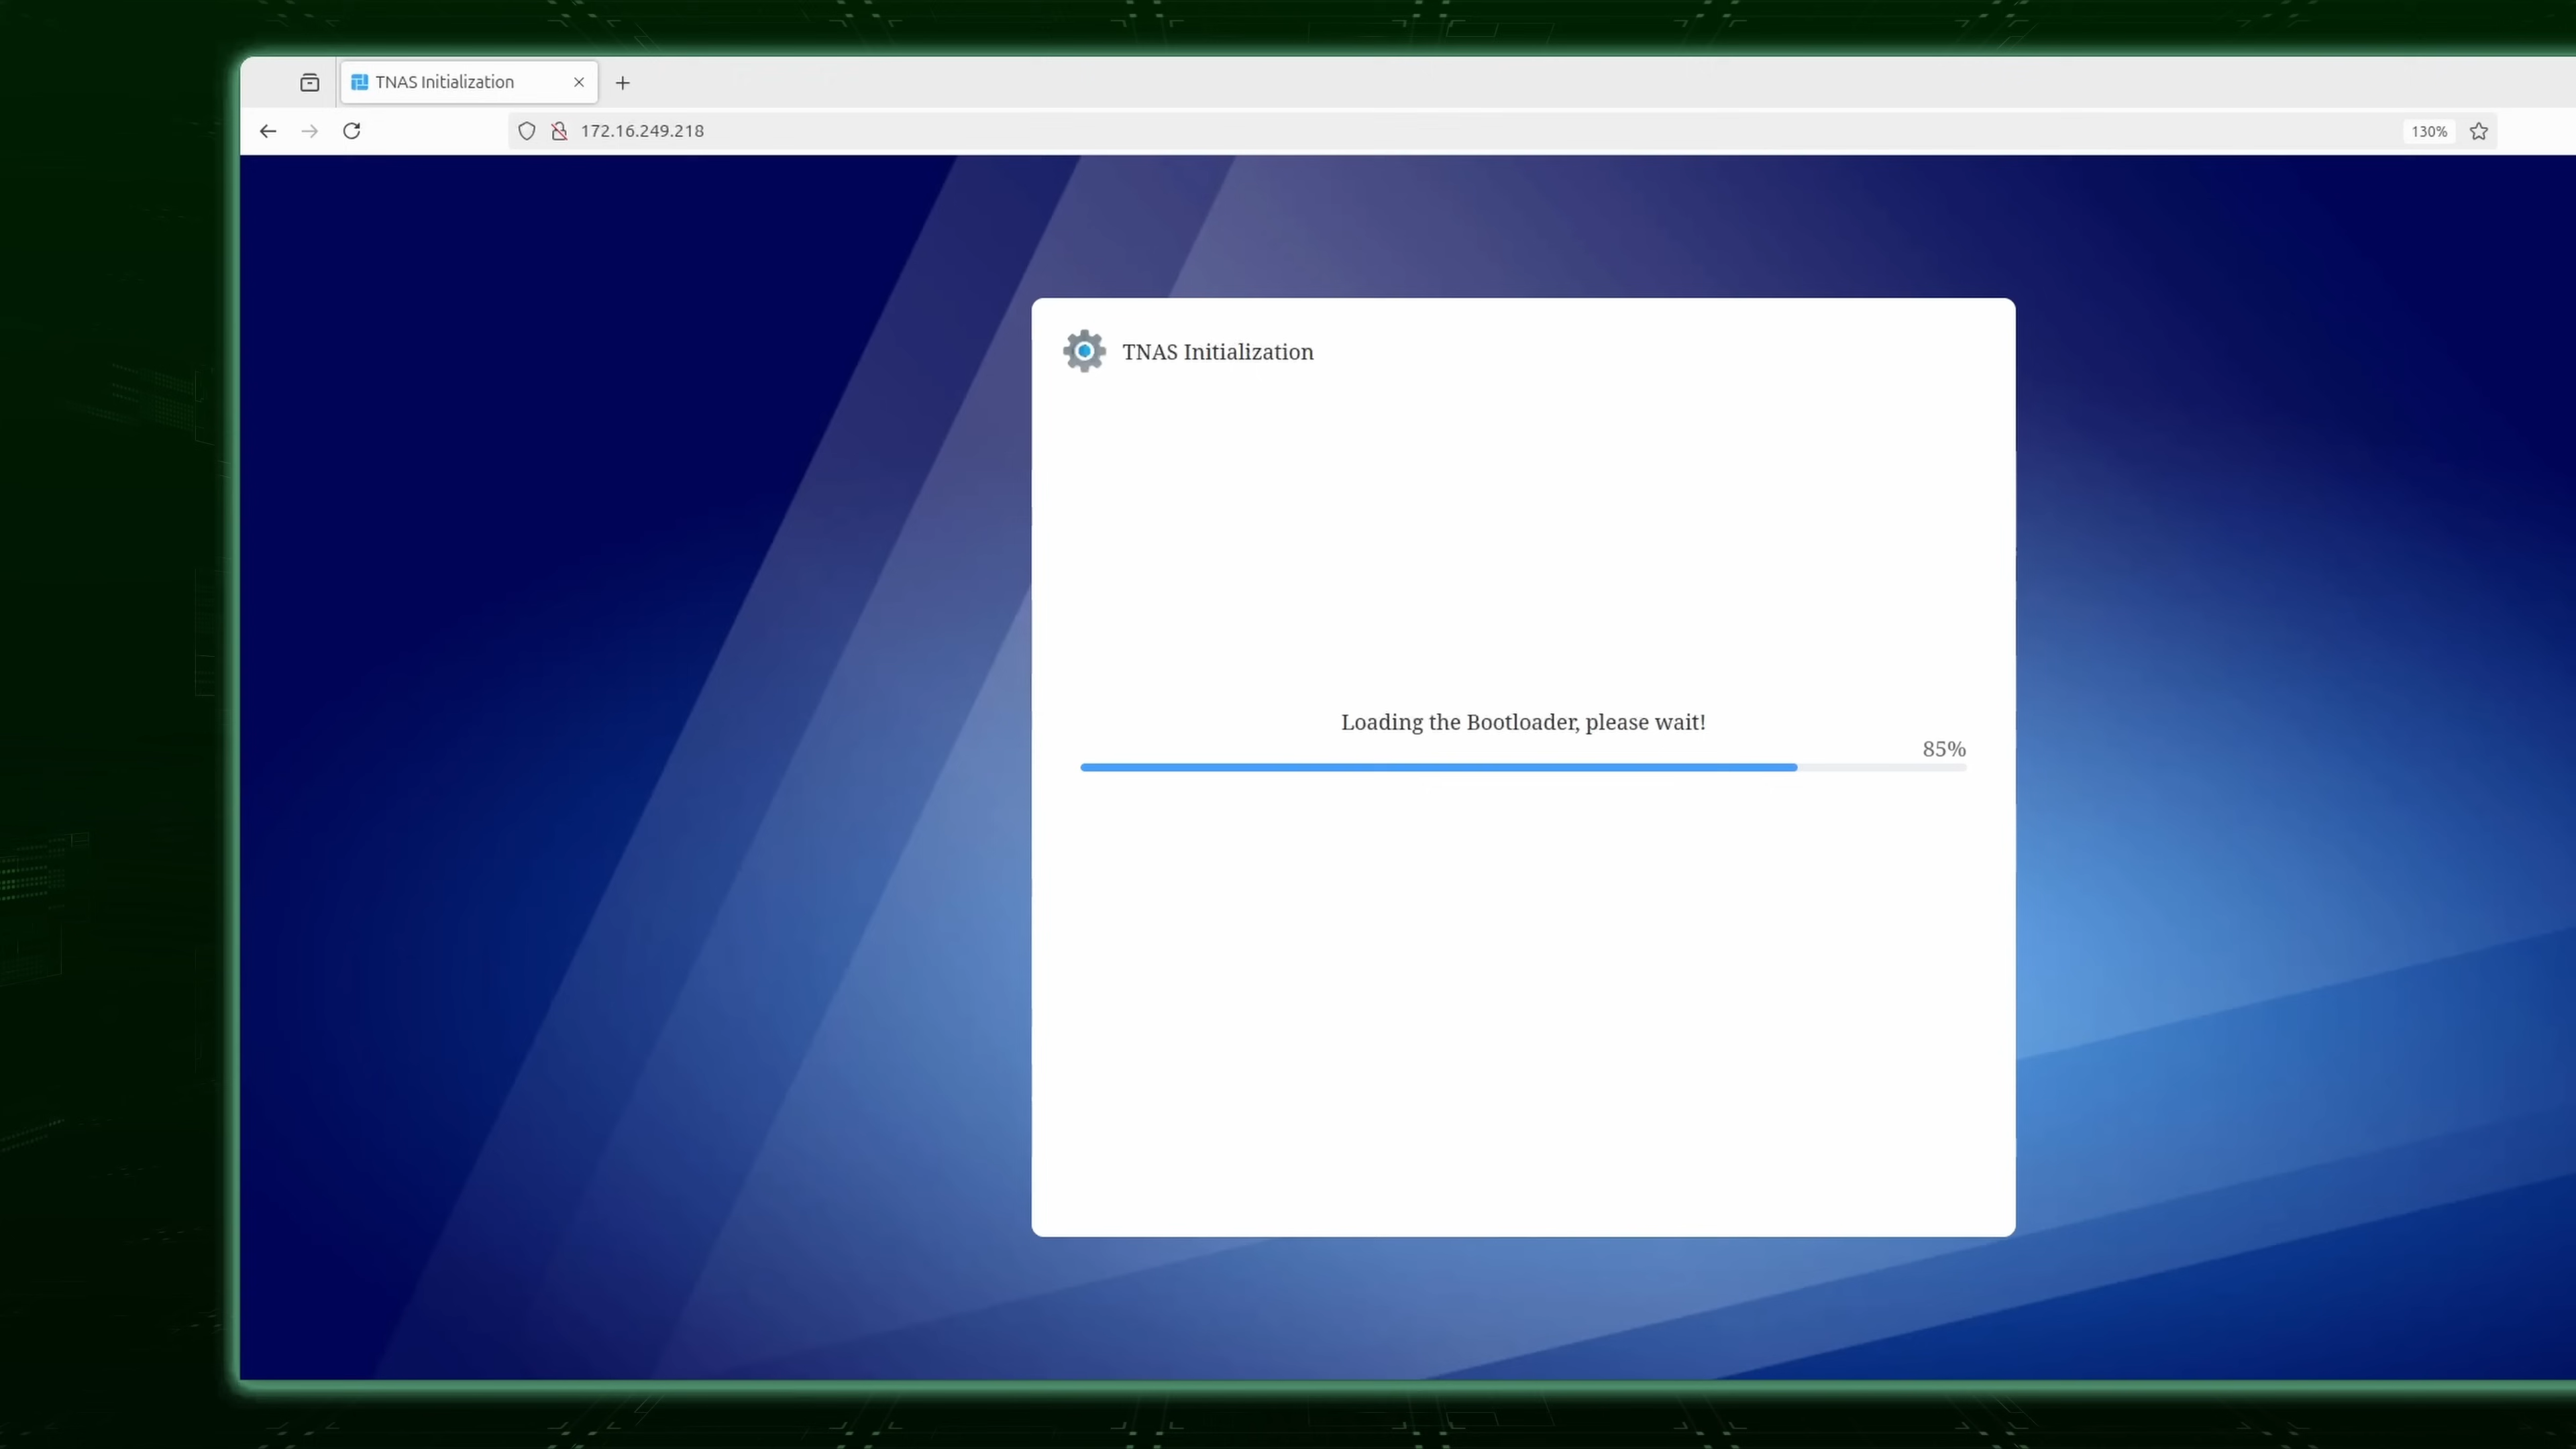 TNAS Initialization
172.16.249.218
130%
TNAS Initialization
Loading the Bootloader, please wait!
85%